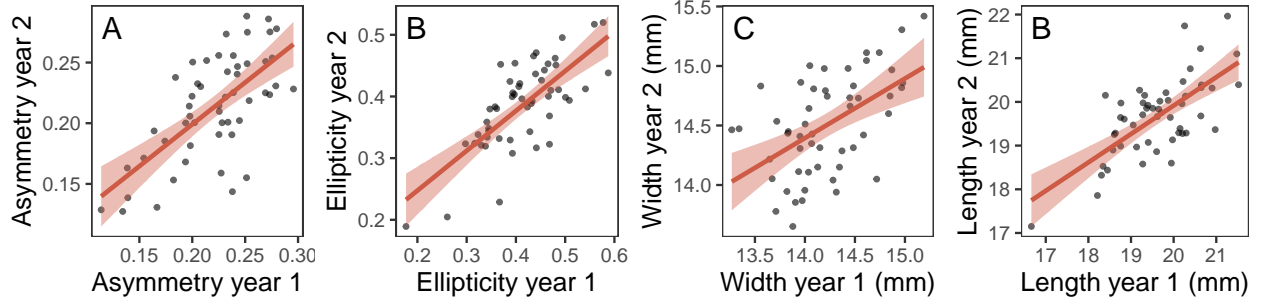 A
Asymmetry year 2
0.25
0.20
0.15
0.15
0.20
0.25
0.30
Asymmetry year 1
B
Ellipticity year 2
0.5
0.4
0.3
0.2
0.2
0.3
0.4
0.5
0.6
Ellipticity year 1
C
Width year 2 (mm)
15.5
15.0
14.5
14.0
13.5
14.0
14.5
15.0
Width year 1 (mm)
B
Length year 2 (mm)
22
21
20
19
18
17
17
18
19
20
21
Length year 1 (mm)